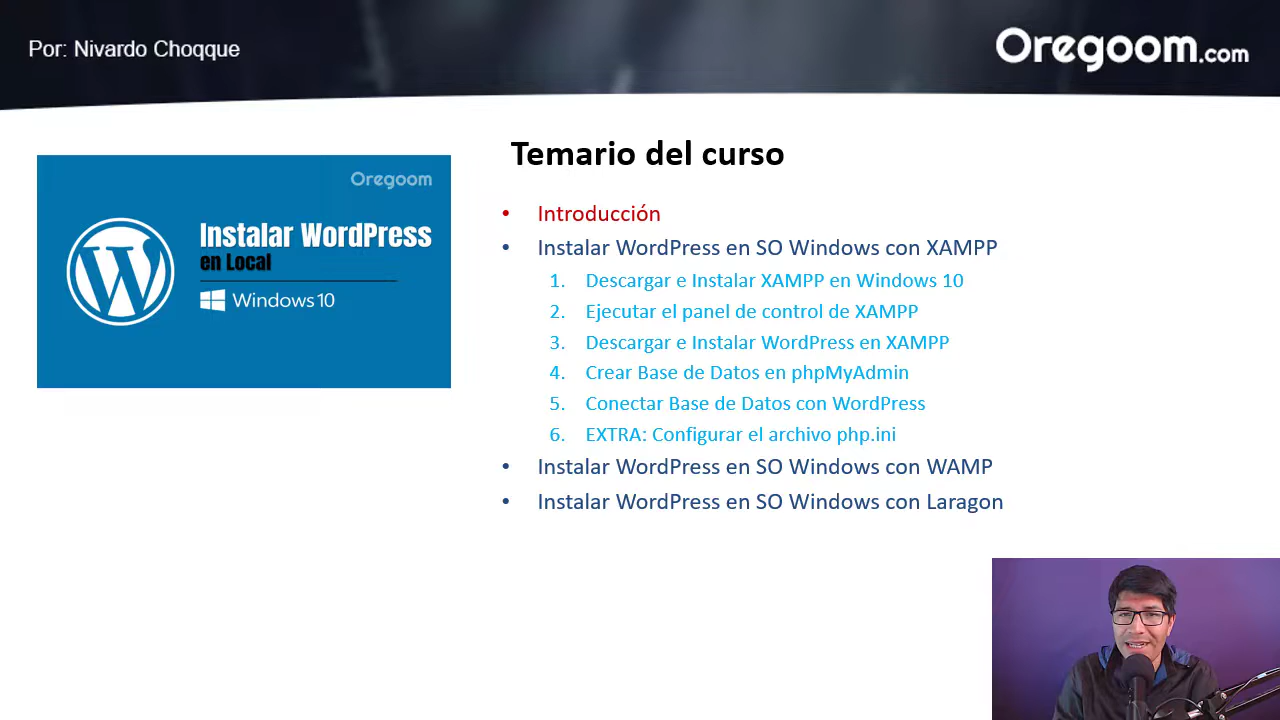 Por: Nivardo Choqque
Oregoom.com
Oregoom
Instalar WordPress
en Local
Windows 10
Temario del curso
• Introducción
• Instalar WordPress en SO Windows con XAMPP
1. Descargar e Instalar XAMPP en Windows 10
2. Ejecutar el panel de control de XAMPP
3. Descargar e Instalar WordPress en XAMPP
4. Crear Base de Datos en phpMyAdmin
5. Conectar Base de Datos con WordPress
6. EXTRA: Configurar el archivo php.ini
• Instalar WordPress en SO Windows con WAMP
• Instalar WordPress en SO Windows con Laragon